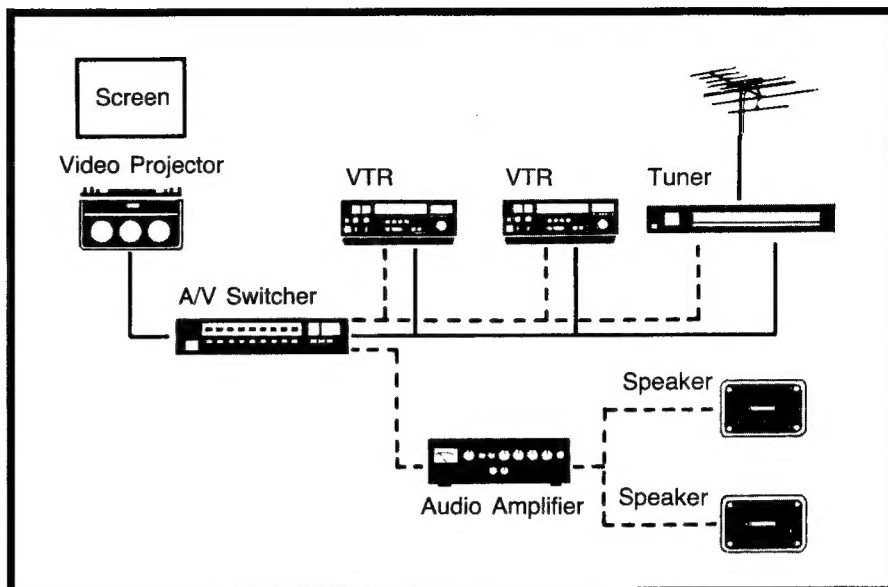 Screen
Video Projector
VTR
VTR
Tuner
A/V Switcher
Speaker
Audio Amplifier
Speaker